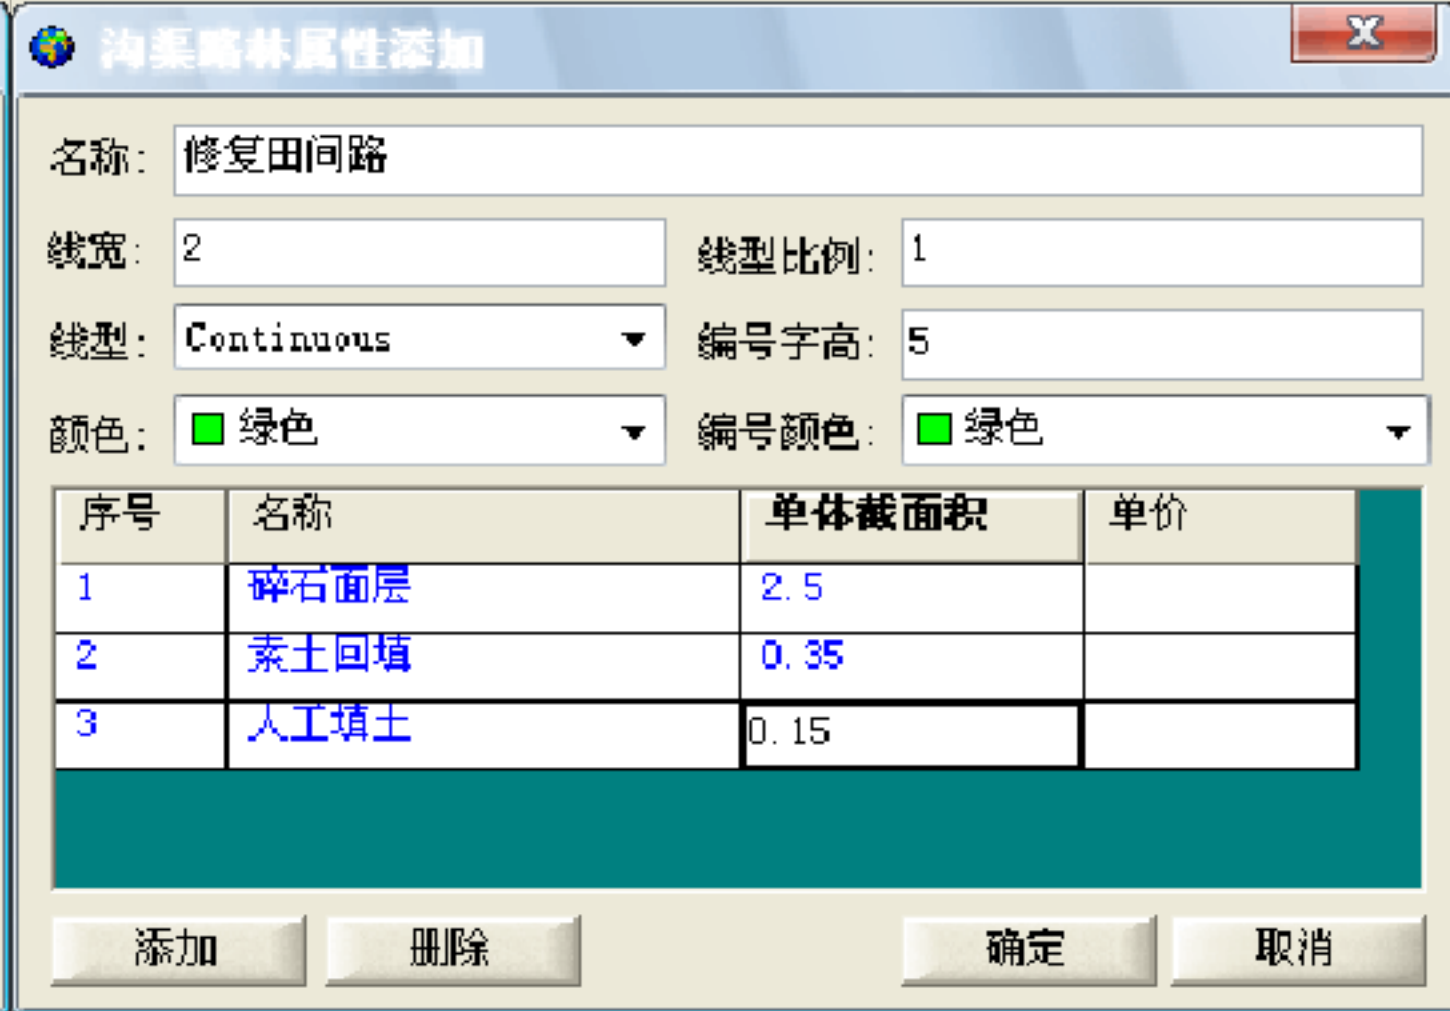 沟渠路林属性添加
名称: 修复田间路
线宽: 2 线型比例: 1
线型: Continuous 编号字高: 5
颜色: 绿色 编号颜色: 绿色
序号 名称 单体截面积 单价
1 碎石面层 2.5
2 素土回填 0.35
3 人工填土 0.15
添加 删除 确定 取消